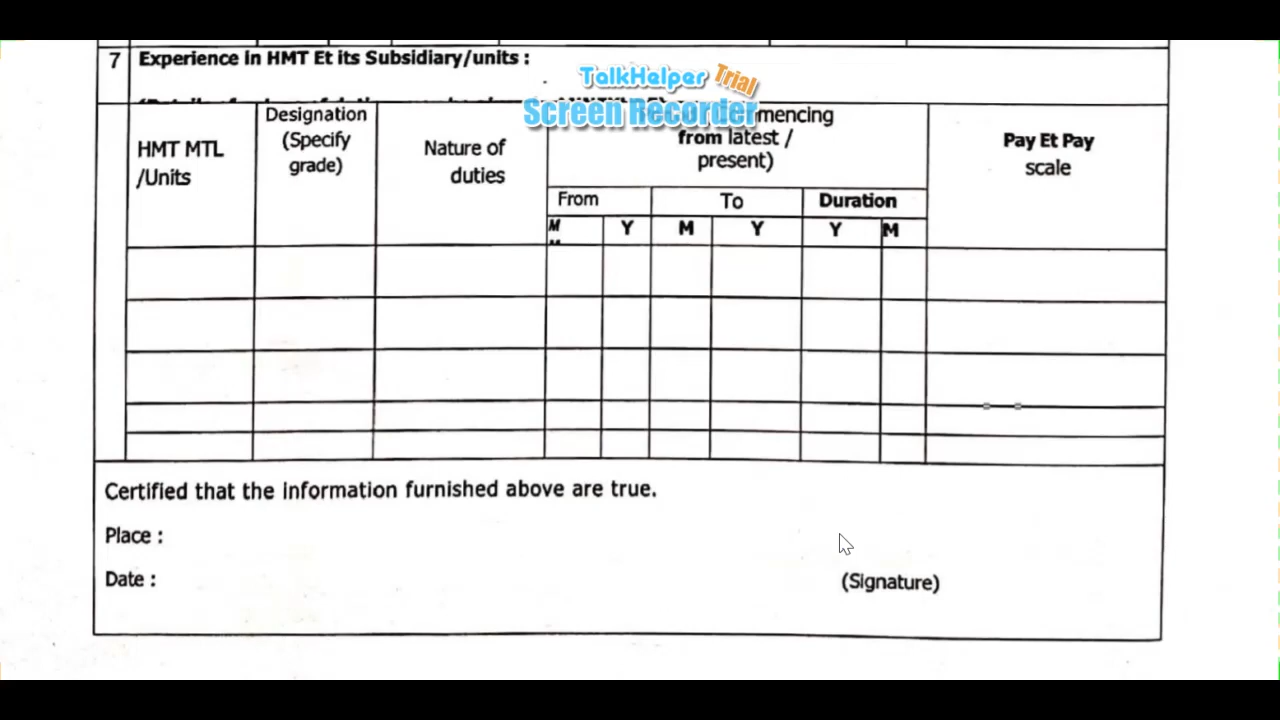 7 Experience in HMT Et its Subsidiary/units :
TalkHelper Trial
Screen Recorder
HMT MTL
/Units
Designation
(Specify
grade)
Nature of
duties
from latest /
present)
Pay Et Pay
scale
From To Duration
M Y M Y Y M
Certified that the information furnished above are true.
Place :
Date :
(Signature)